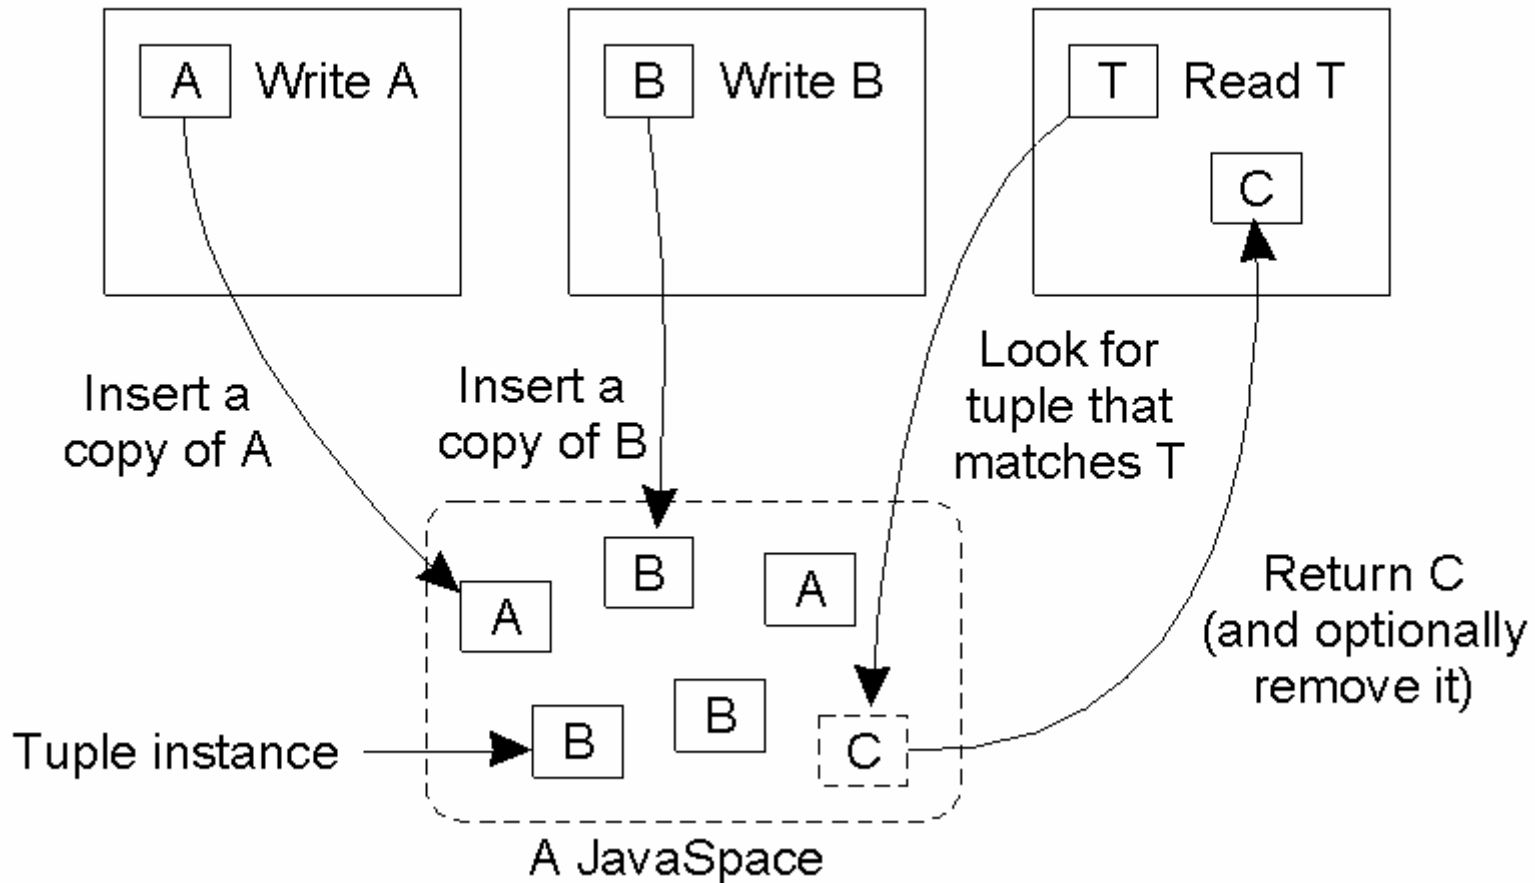 A Write A
B Write B
T Read T
C
Insert a
copy of A
Insert a
copy of B
Look for
tuple that
matches T
B
A
A
Return C
(and optionally
remove it)
B
B
C
Tuple instance
A JavaSpace